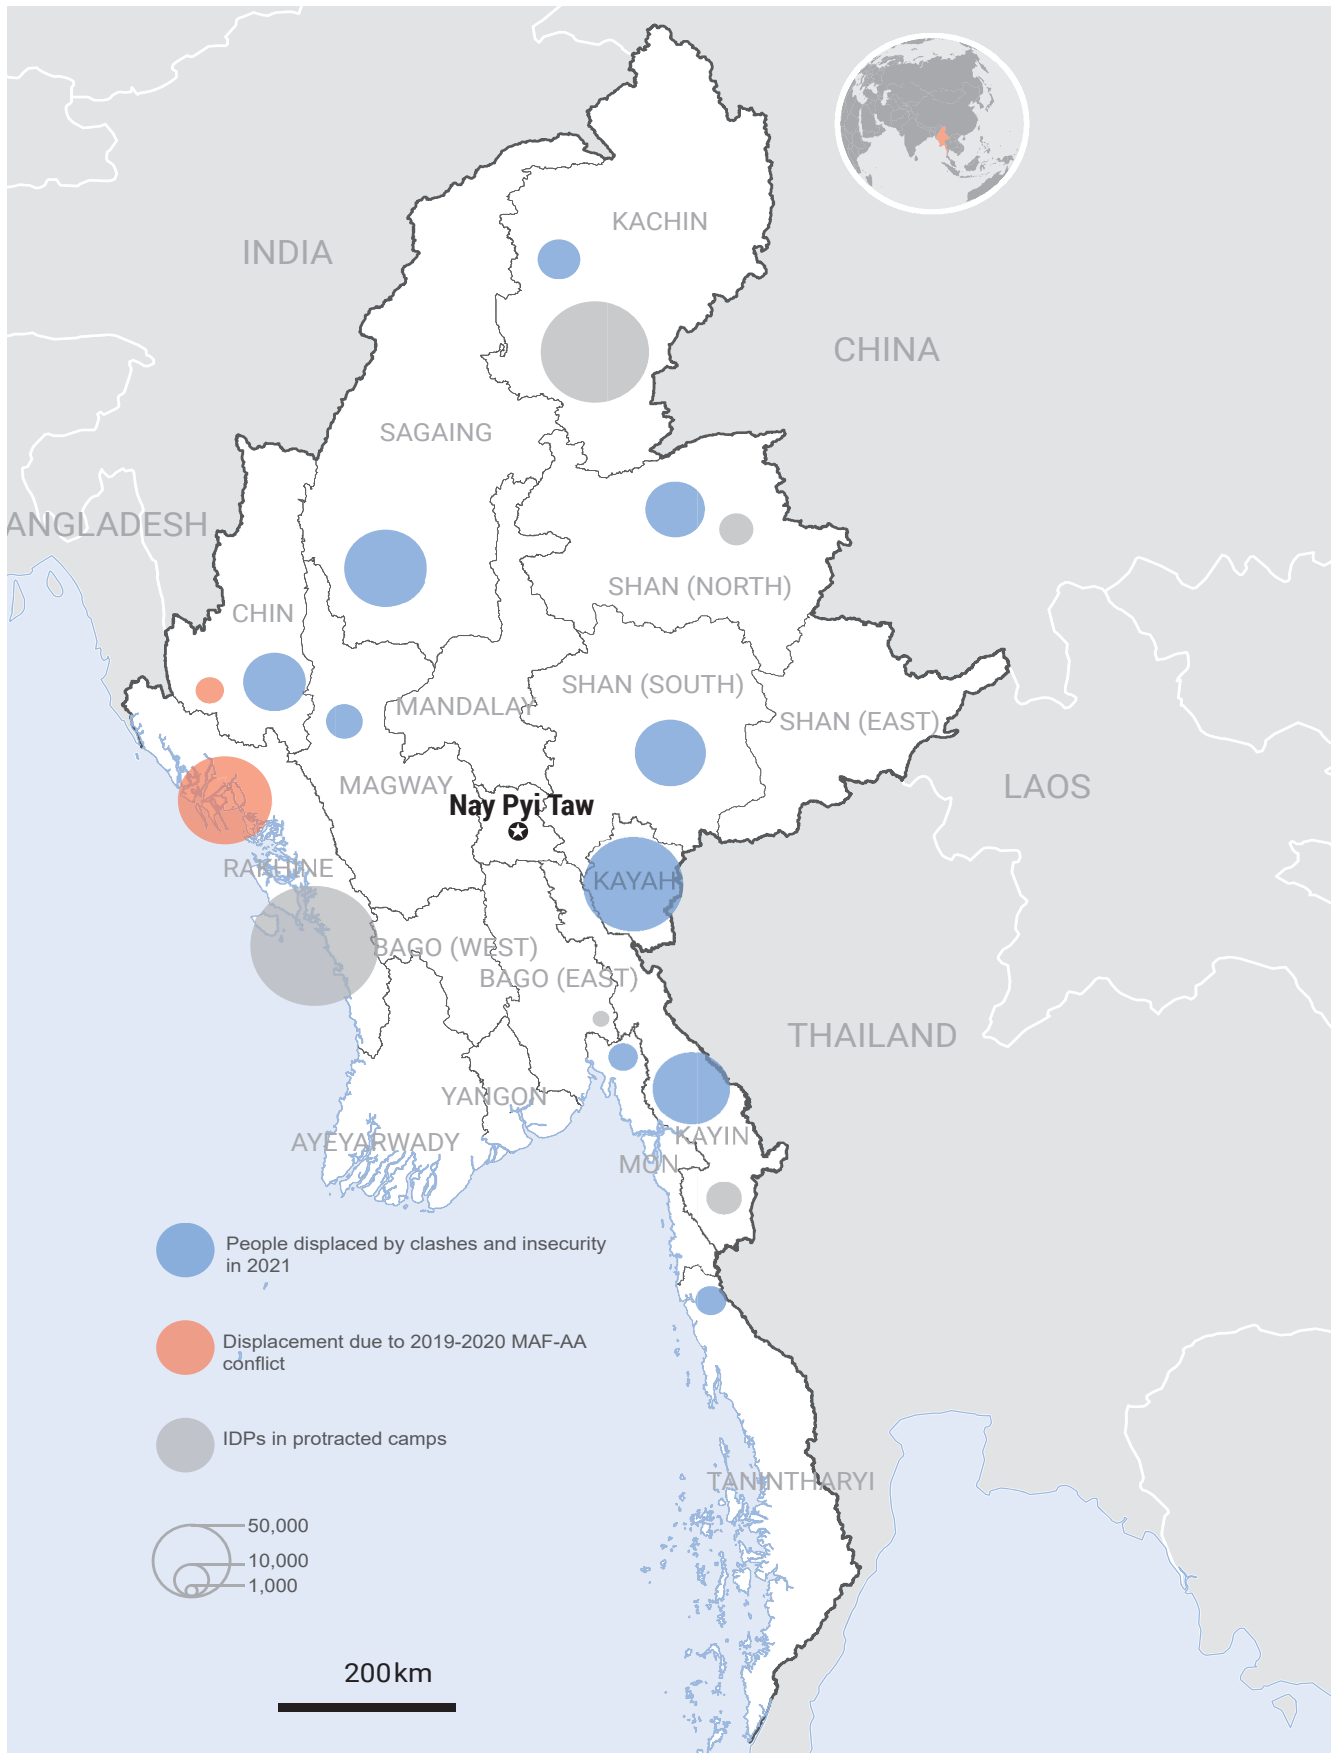 KACHIN
INDIA
CHINA
SAGAING
ANGLADESH
SHAN (NORTH)
CHIN
SHAN (SOUTH)
MANDALAY
SHAN (EAST)
MAGWAY
LAOS
Nay Pyi Taw
RAKHINE
KAYAH
BAGO (WEST)
BAGO (EAST)
THAILAND
YANGON
KAYIN
AYEYARWADY
MON
People displaced by clashes and insecurity
in 2021
Displacement due to 2019-2020 MAF-AA
conflict
IDPs in protracted camps
TANINTHARYI
50,000
10,000
1,000
200km